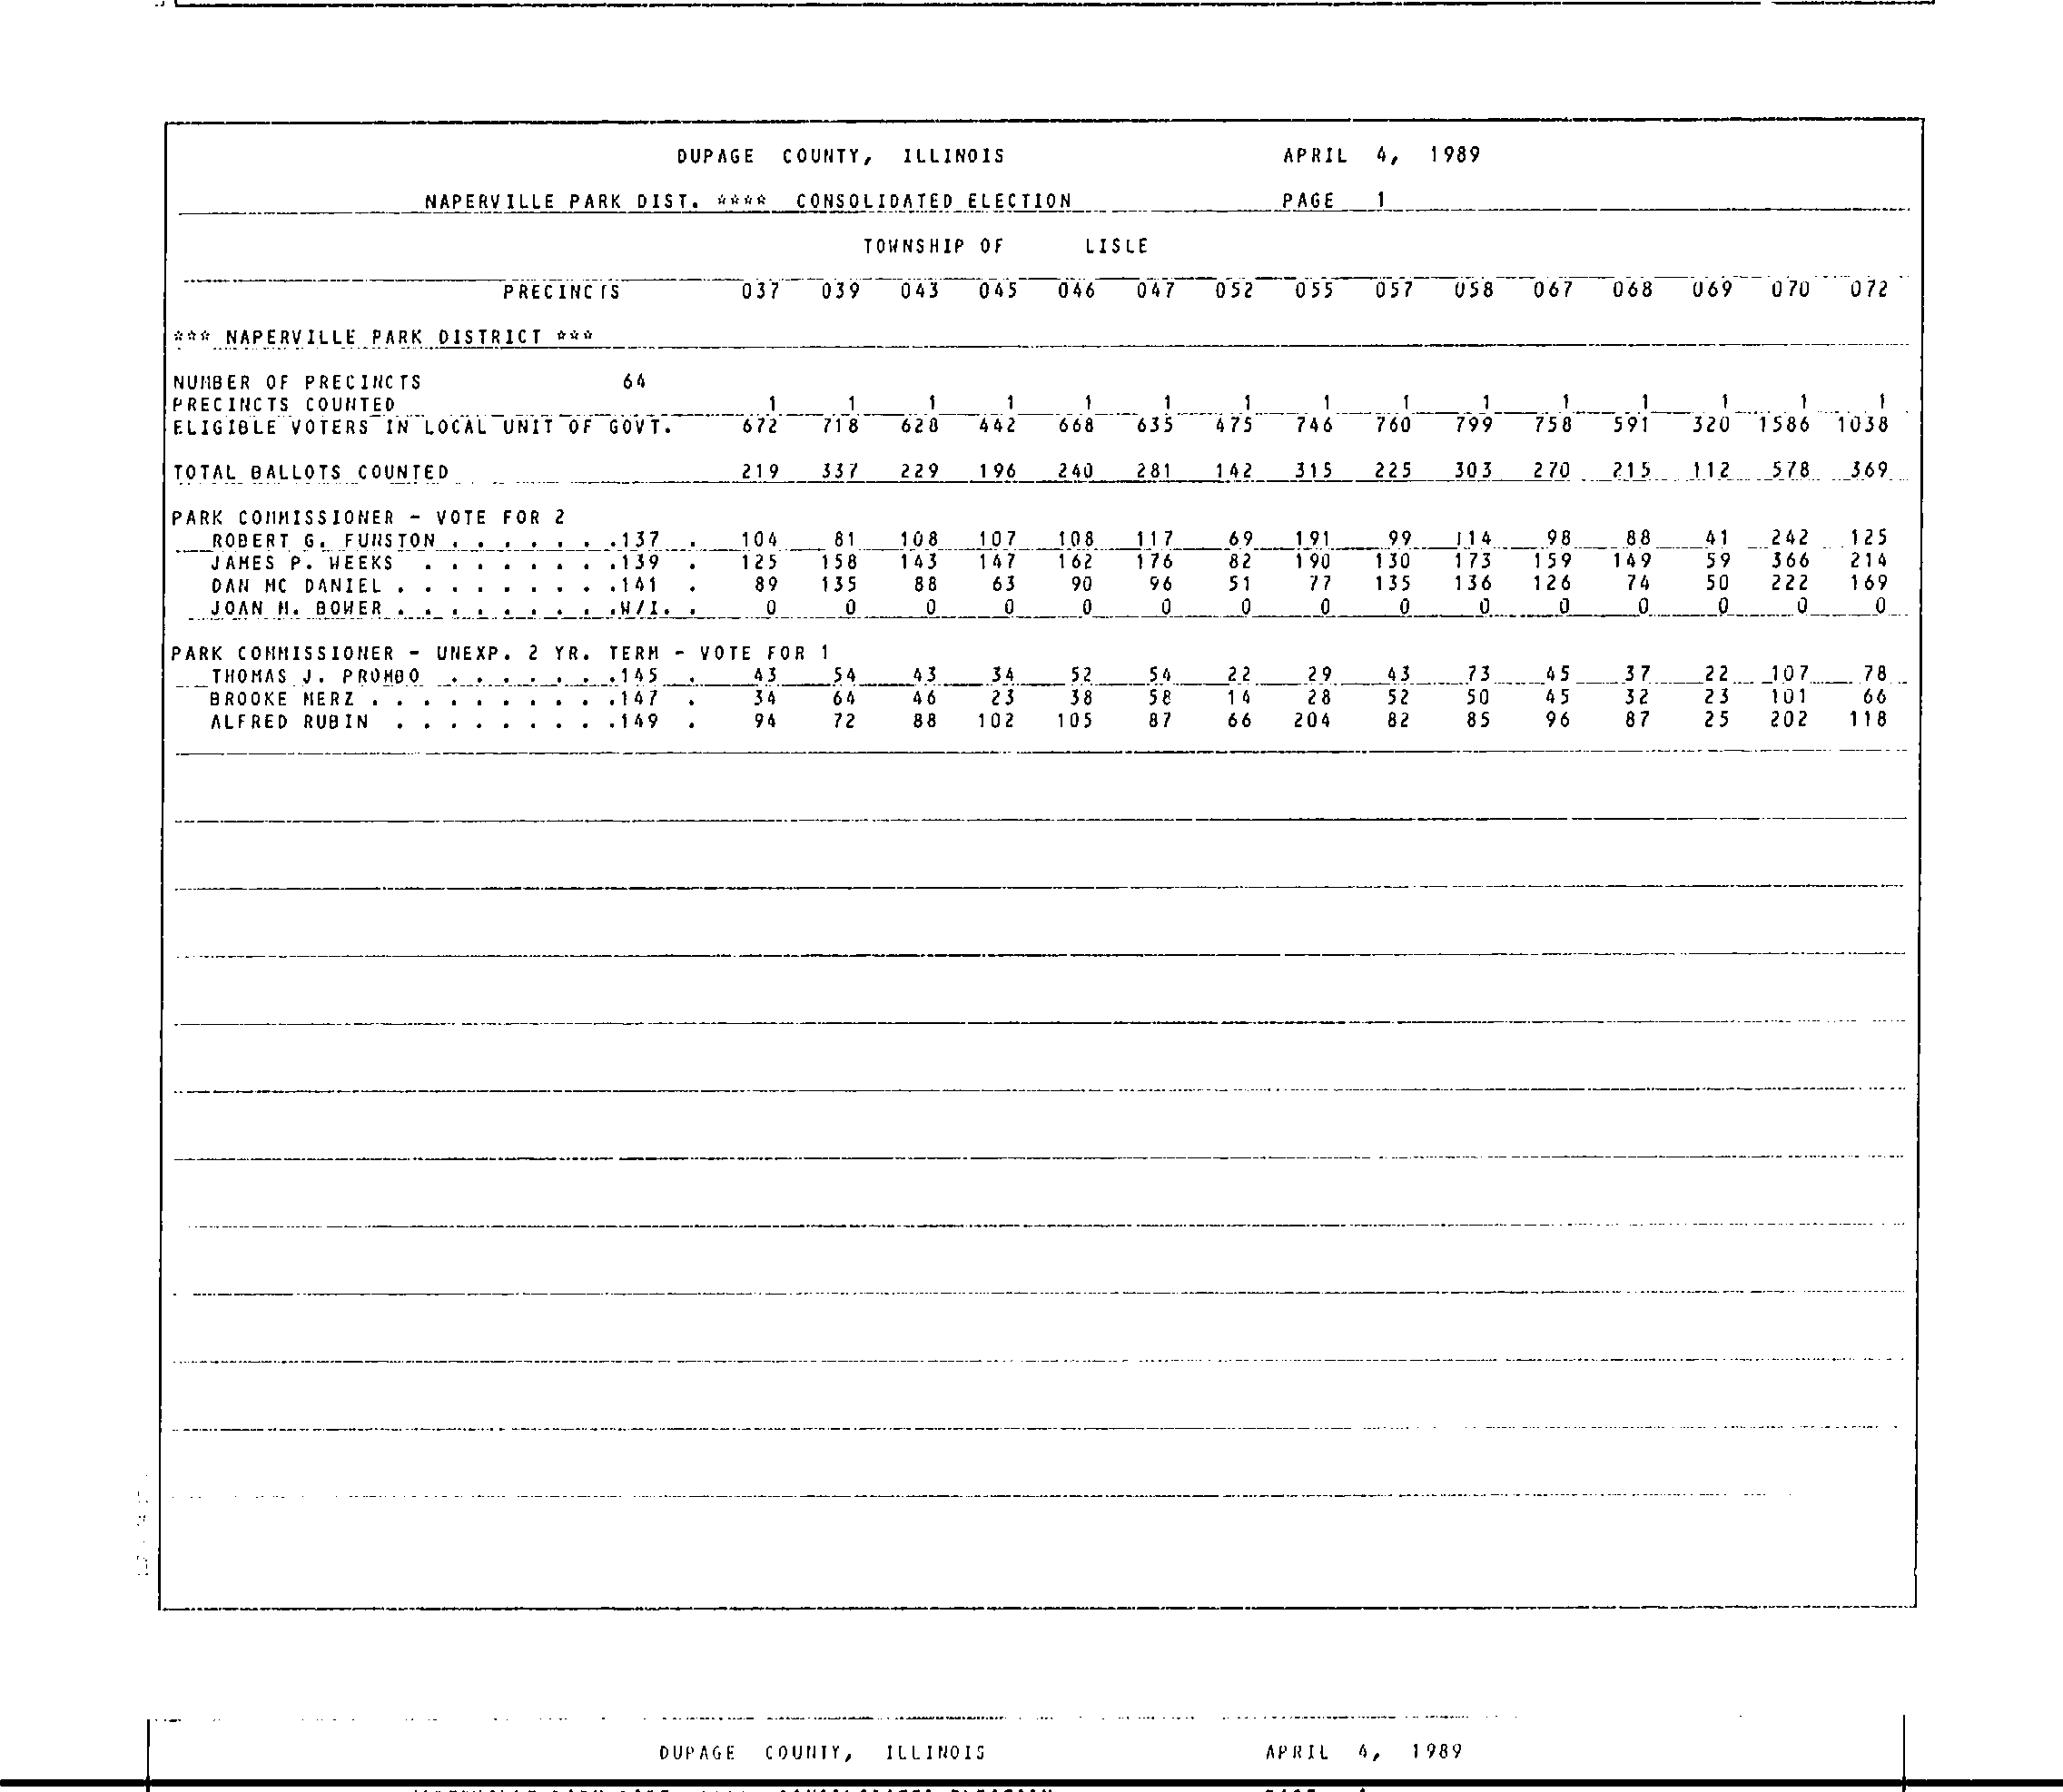 DUPAGE COUNTY, ILLINOIS APRIL 4, 1989
NAPERVILLE PARK DIST. **** CONSOLIDATED ELECTION PAGE 1
TOWNSHIP OF LISLE
PRECINCTS 037 039 043 045 046 047 052 055 057 058 067 068 069 070 072
*** NAPERVILLE PARK DISTRICT ***
NUMBER OF PRECINCTS 64
PRECINCTS COUNTED 1 1 1 1 1 1 1 1 1 1 1 1 1 1 1
ELIGIBLE VOTERS IN LOCAL UNIT OF GOVT. 672 718 628 442 668 635 475 746 760 799 758 591 320 1586 1038
TOTAL BALLOTS COUNTED 219 337 229 196 240 281 142 315 225 303 270 215 112 578 369
PARK COMMISSIONER - VOTE FOR 2
ROBERT G. FUNSTON . . . . . . .137 . 104 81 108 107 108 117 69 191 99 114 98 88 41 242 125
JAMES P. WEEKS . . . . . . . .139 . 125 158 143 147 162 176 82 190 130 173 159 149 59 366 214
DAN MC DANIEL . . . . . . . . .141 . 89 135 88 63 90 96 51 77 135 136 126 74 50 222 169
JOAN M. BOWER . . . . . . . . .W/I. . 0 0 0 0 0 0 0 0 0 0 0 0 0 0 0
PARK COMMISSIONER - UNEXP. 2 YR. TERM - VOTE FOR 1
THOMAS J. PROMBO . . . . . . .145 . 43 54 43 34 52 54 22 29 43 73 45 37 22 107 78
BROOKE MERZ . . . . . . . . . .147 . 34 64 46 23 38 58 14 28 52 50 45 32 23 101 66
ALFRED RUBIN . . . . . . . . .149 . 94 72 88 102 105 87 66 204 82 85 96 87 25 202 118
DUPAGE COUNTY, ILLINOIS APRIL 4, 1989